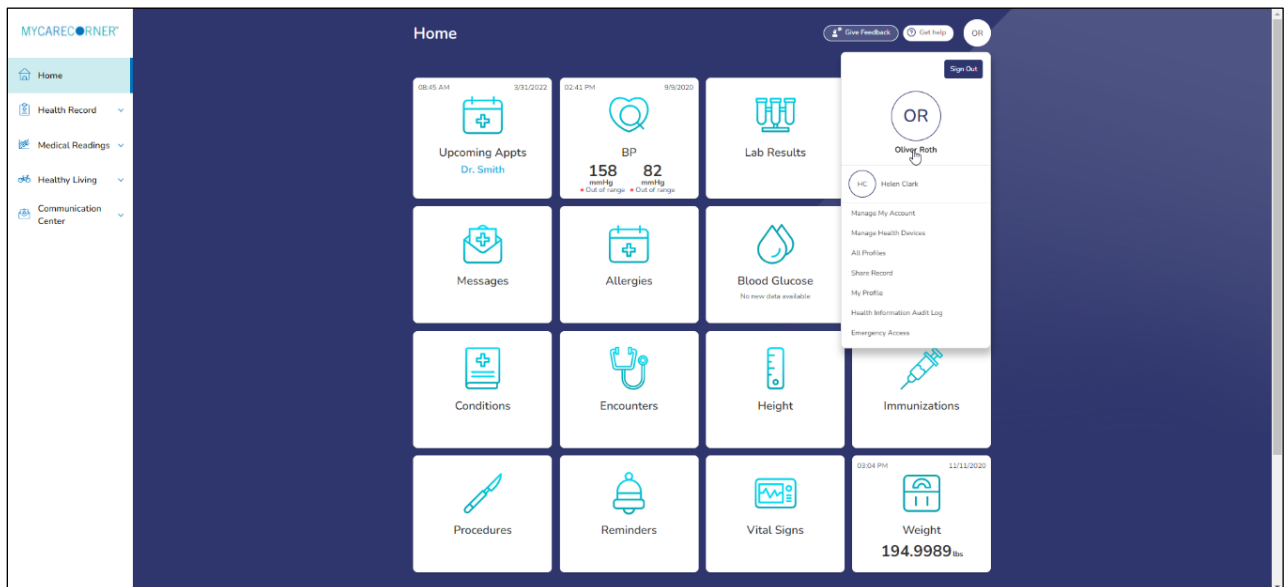 MYCARECORNER
Home
Health Record
Medical Readings
Healthy Living
Communication
Center
Home
Give Feedback
Get help
OR
Sign Out
OR
Oliver Roth
HC
Helen Clark
Manage My Account
Manage Health Devices
All Profiles
Share Record
My Profile
Health Information Audit Log
Emergency Access
08:45 AM 3/31/2022
Upcoming Appts
Dr. Smith
02:41 PM 9/9/2020
BP
158 82
mmHg mmHg
Out of range Out of range
Lab Results
Messages
Allergies
Blood Glucose
No new data available
Conditions
Encounters
Height
Immunizations
Procedures
Reminders
Vital Signs
03:04 PM 11/11/2020
Weight
194.9989 lbs